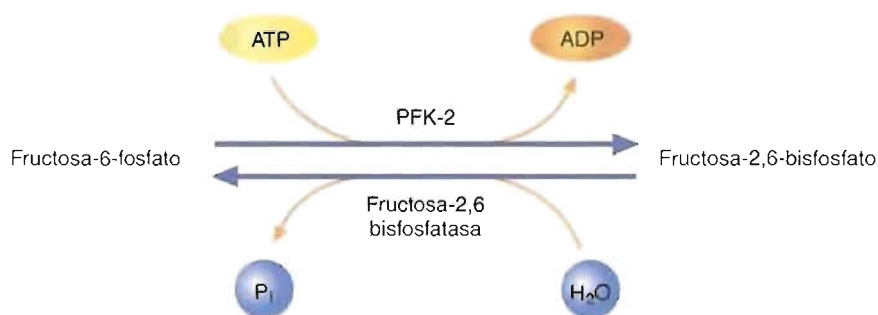 ATP
ADP
PFK-2
Fructosa-6-fosfato
Fructosa-2,6-bisfosfato
Fructosa-2,6
bisfosfatasa
Pi
H₂O